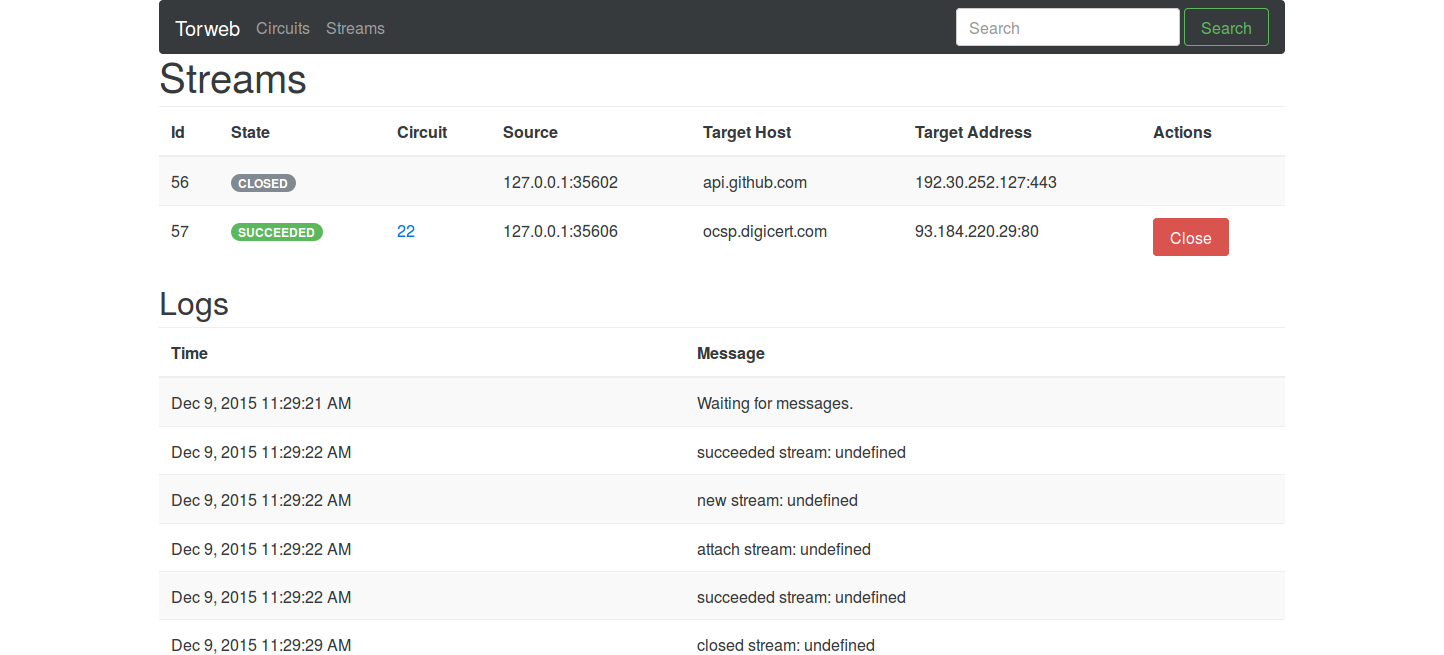 Torweb Circuits Streams Search Search
Streams
Id State Circuit Source Target Host Target Address Actions
56 CLOSED 127.0.0.1:35602 api.github.com 192.30.252.127:443
57 SUCCEEDED 22 127.0.0.1:35606 ocsp.digicert.com 93.184.220.29:80 Close
Logs
Time Message
Dec 9, 2015 11:29:21 AM Waiting for messages.
Dec 9, 2015 11:29:22 AM succeeded stream: undefined
Dec 9, 2015 11:29:22 AM new stream: undefined
Dec 9, 2015 11:29:22 AM attach stream: undefined
Dec 9, 2015 11:29:22 AM succeeded stream: undefined
Dec 9, 2015 11:29:29 AM closed stream: undefined